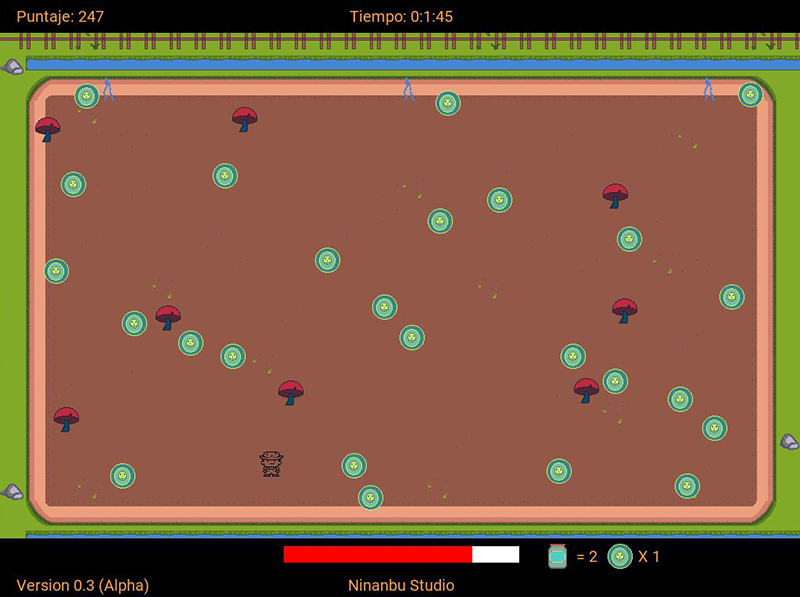 Puntaje: 247
Tiempo: 0:1:45
= 2
X 1
Version 0.3 (Alpha)
Ninanbu Studio